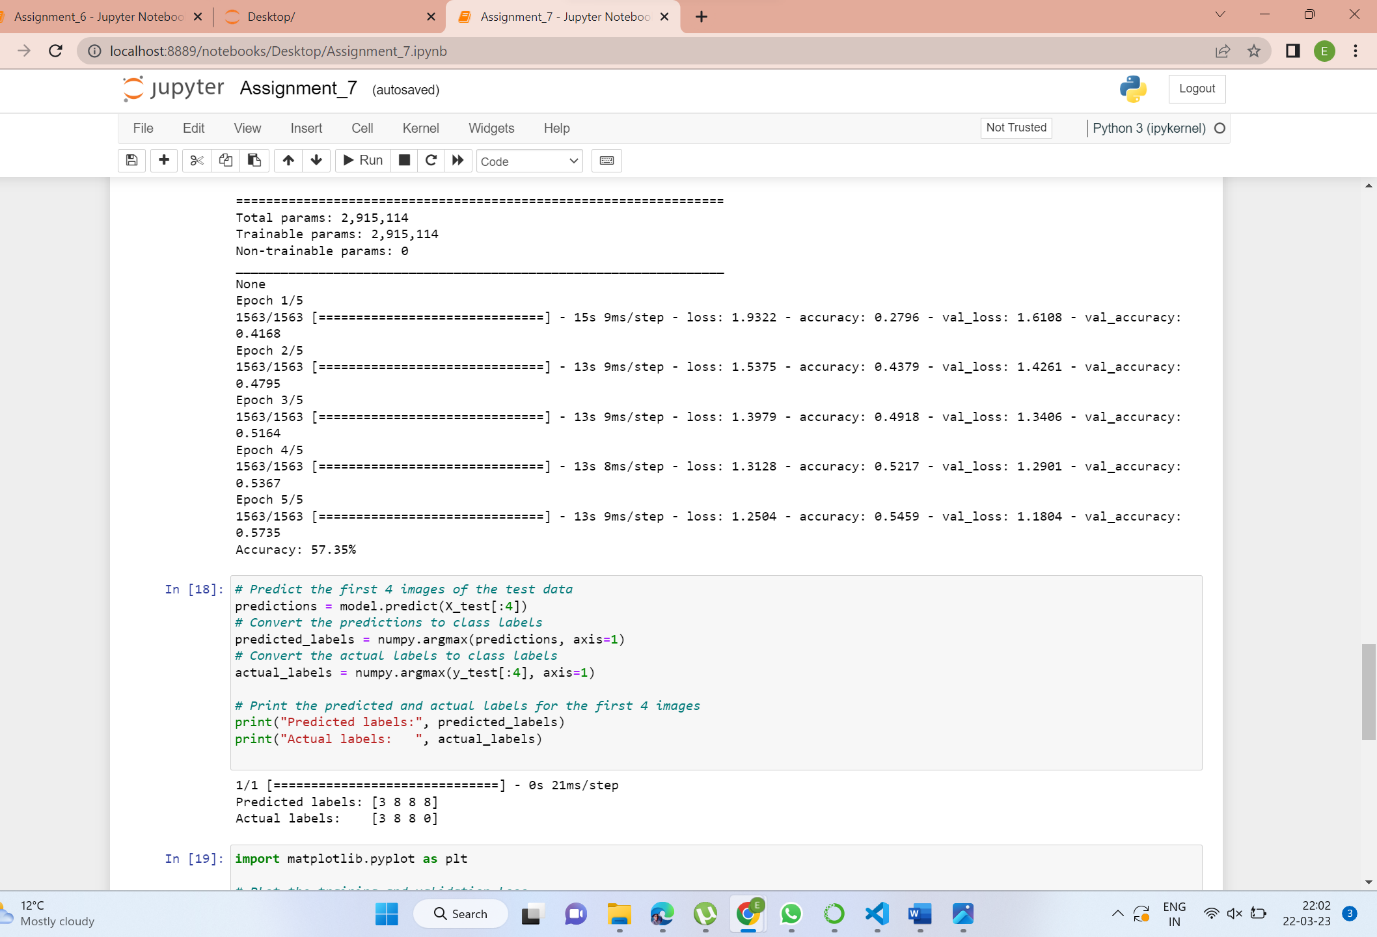 Assignment_6 - Jupyter Noteboo
Desktop/
Assignment_7 - Jupyter Noteboo
localhost:8889/notebooks/Desktop/Assignment_7.ipynb
E
jupyter Assignment_7 (autosaved)
Logout
File Edit View Insert Cell Kernel Widgets Help
Not Trusted
Python 3 (ipykernel)
Run
Code
=================================================================
Total params: 2,915,114
Trainable params: 2,915,114
Non-trainable params: 0
_________________________________________________________________
None
Epoch 1/5
1563/1563 [==============================] - 15s 9ms/step - loss: 1.9322 - accuracy: 0.2796 - val_loss: 1.6108 - val_accuracy:
0.4168
Epoch 2/5
1563/1563 [==============================] - 13s 9ms/step - loss: 1.5375 - accuracy: 0.4379 - val_loss: 1.4261 - val_accuracy:
0.4795
Epoch 3/5
1563/1563 [==============================] - 13s 9ms/step - loss: 1.3979 - accuracy: 0.4918 - val_loss: 1.3406 - val_accuracy:
0.5164
Epoch 4/5
1563/1563 [==============================] - 13s 8ms/step - loss: 1.3128 - accuracy: 0.5217 - val_loss: 1.2901 - val_accuracy:
0.5367
Epoch 5/5
1563/1563 [==============================] - 13s 9ms/step - loss: 1.2504 - accuracy: 0.5459 - val_loss: 1.1804 - val_accuracy:
0.5735
Accuracy: 57.35%
In [18]: # Predict the first 4 images of the test data
predictions = model.predict(X_test[:4])
# Convert the predictions to class labels
predicted_labels = numpy.argmax(predictions, axis=1)
# Convert the actual labels to class labels
actual_labels = numpy.argmax(y_test[:4], axis=1)
# Print the predicted and actual labels for the first 4 images
print("Predicted labels:", predicted_labels)
print("Actual labels:   ", actual_labels)
1/1 [==============================] - 0s 21ms/step
Predicted labels: [3 8 8 8]
Actual labels:    [3 8 8 0]
In [19]: import matplotlib.pyplot as plt
12°C
Mostly cloudy
Search
E
ENG
IN
22:02
22-03-23
3